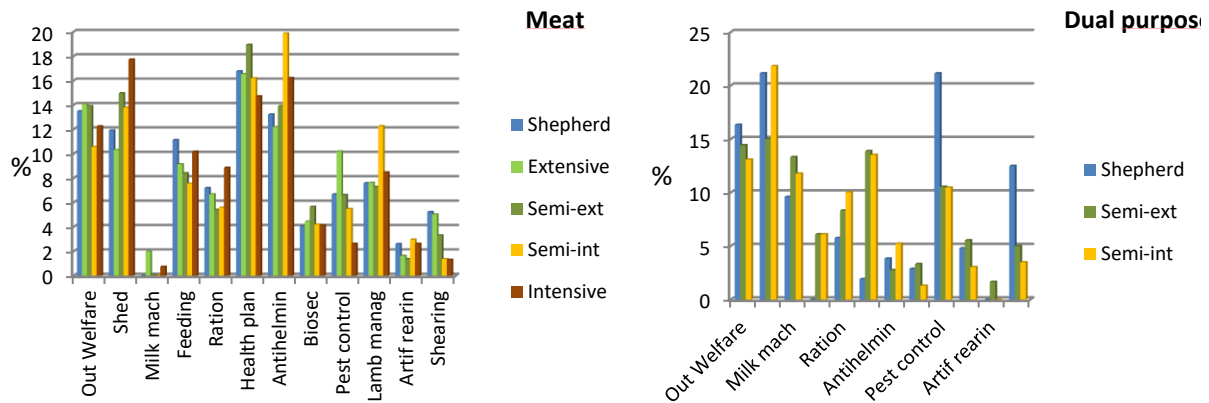 Meat
20
18
16
14
12
10
8
6
4
2
0
%
Out Welfare
Shed
Milk mach
Feeding
Ration
Health plan
Antihelmin
Biosec
Pest control
Lamb manag
Artif rearin
Shearing
Shepherd
Extensive
Semi-ext
Semi-int
Intensive
Dual purpose
25
20
15
10
5
0
%
Out Welfare
Milk mach
Ration
Antihelmin
Pest control
Artif rearin
Shepherd
Semi-ext
Semi-int